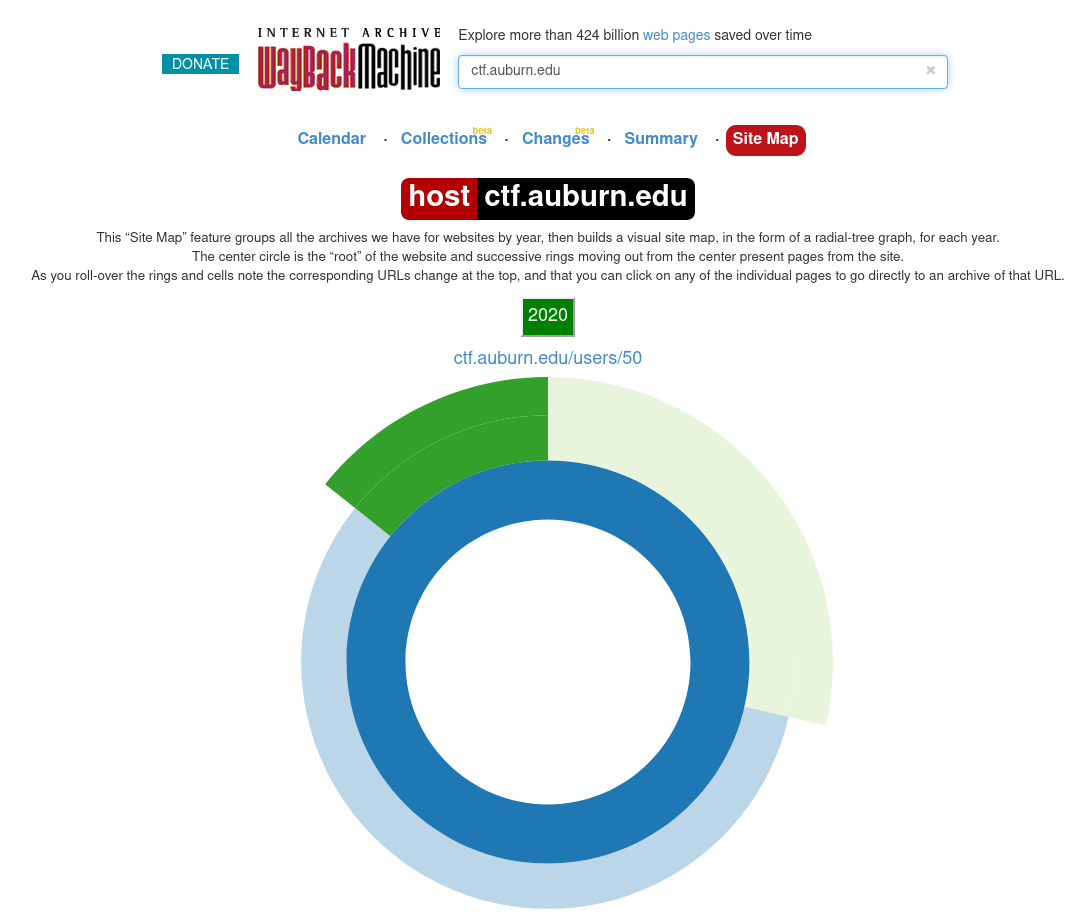 INTERNET ARCHIVE
WayBackMachine
DONATE
Explore more than 424 billion web pages saved over time
ctf.auburn.edu ×
Calendar · Collections beta · Changes beta · Summary · Site Map
host ctf.auburn.edu
This “Site Map” feature groups all the archives we have for websites by year, then builds a visual site map, in the form of a radial-tree graph, for each year.
The center circle is the “root” of the website and successive rings moving out from the center present pages from the site.
As you roll-over the rings and cells note the corresponding URLs change at the top, and that you can click on any of the individual pages to go directly to an archive of that URL.
2020
ctf.auburn.edu/users/50